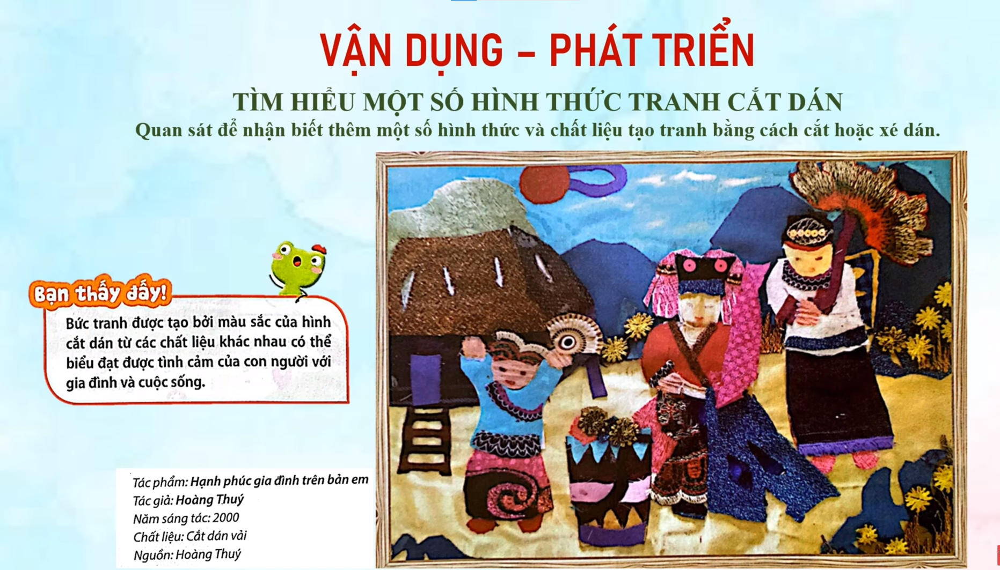 VẬN DỤNG – PHÁT TRIỂN
TÌM HIỂU MỘT SỐ HÌNH THỨC TRANH CẮT DÁN
Quan sát để nhận biết thêm một số hình thức và chất liệu tạo tranh bằng cách cắt hoặc xé dán.
Bạn thấy đấy!
Bức tranh được tạo bởi màu sắc của hình
cắt dán từ các chất liệu khác nhau có thể
biểu đạt được tình cảm của con người với
gia đình và cuộc sống.
Tác phẩm: Hạnh phúc gia đình trên bản em
Tác giả: Hoàng Thuý
Năm sáng tác: 2000
Chất liệu: Cắt dán vải
Nguồn: Hoàng Thuý